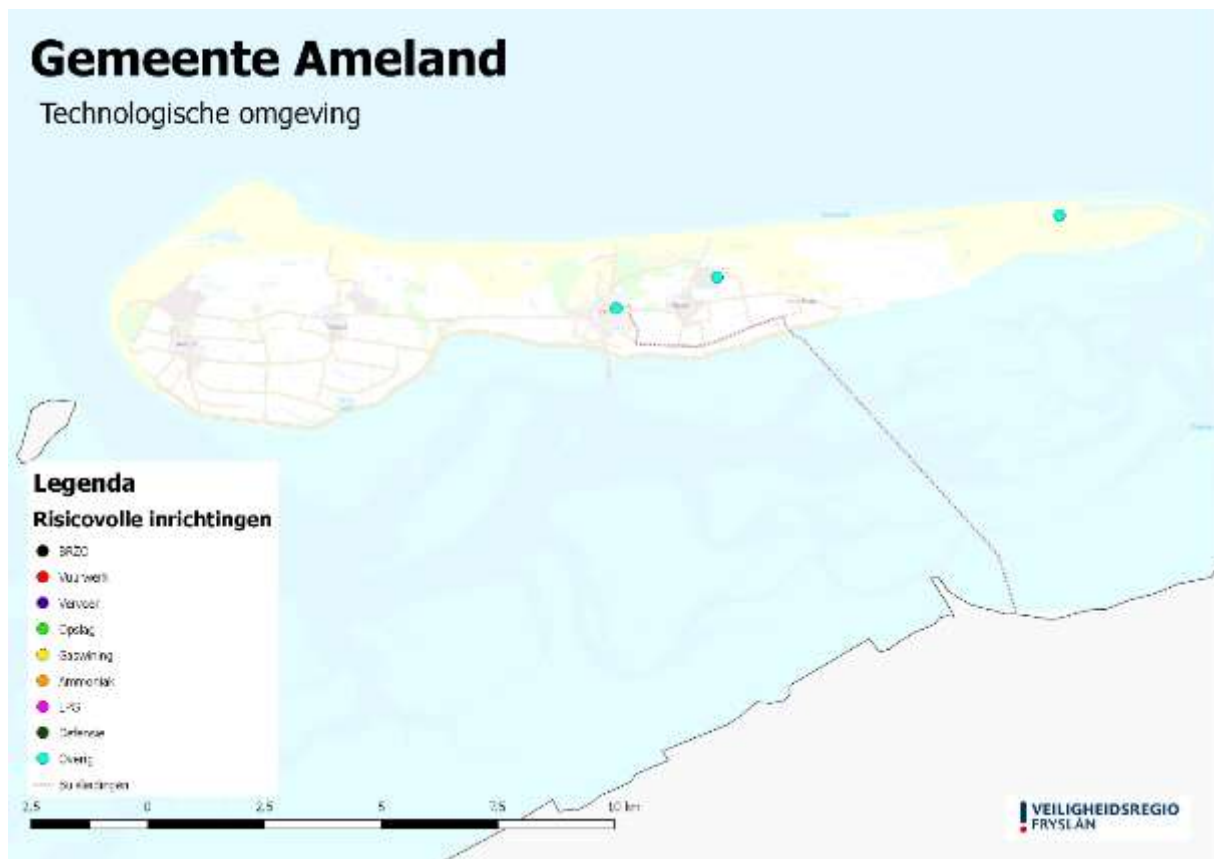 Gemeente Ameland
Technologische omgeving
Legenda
Risicovolle inrichtingen
BRZO
Vuurwerk
Vervoer
Opslag
Gaswinning
Ammoniak
LPG
Defensie
Overig
Buisleidingen
2.5 0 2.5 5 7.5 10 km
VEILIGHEIDSREGIO
FRYSLÂN